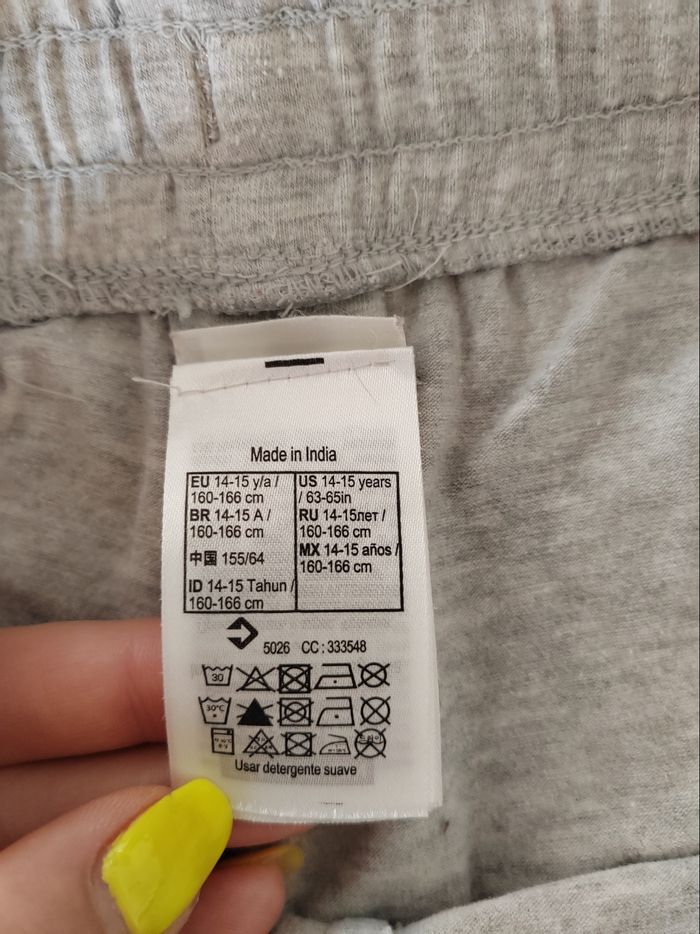 Made in India
EU 14-15 y/a /
160-166 cm
BR 14-15 A /
160-166 cm
中国 155/64
ID 14-15 Tahun /
160-166 cm
US 14-15 years
/ 63-65in
RU 14-15лет /
160-166 cm
MX 14-15 años /
160-166 cm
5026 CC : 333548
30
30°C
Usar detergente suave